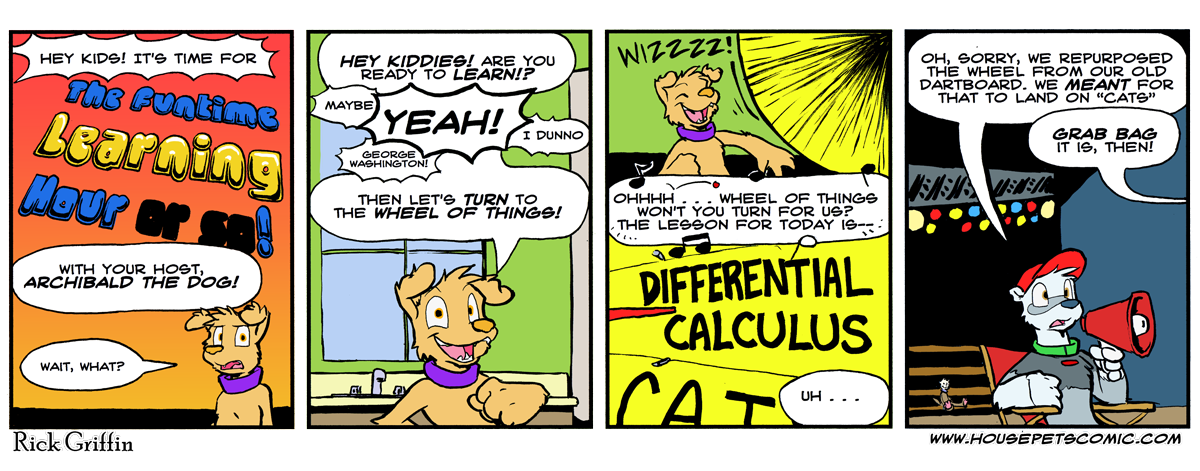 HEY KIDS! IT'S TIME FOR
The Funtime
Learning
Hour or so!
WITH YOUR HOST,
ARCHIBALD THE DOG!
WAIT, WHAT?
HEY KIDDIES! ARE YOU
READY TO LEARN!?
MAYBE
YEAH!
I DUNNO
GEORGE
WASHINGTON!
THEN LET'S TURN TO
THE WHEEL OF THINGS!
WIZZZZ!
OHHHH . . . WHEEL OF THINGS
WON'T YOU TURN FOR US?
THE LESSON FOR TODAY IS--
DIFFERENTIAL
CALCULUS
CAT
UH . . .
OH, SORRY, WE REPURPOSED
THE WHEEL FROM OUR OLD
DARTBOARD. WE MEANT FOR
THAT TO LAND ON "CATS"
GRAB BAG
IT IS, THEN!
Rick Griffin
WWW.HOUSEPETSCOMIC.COM